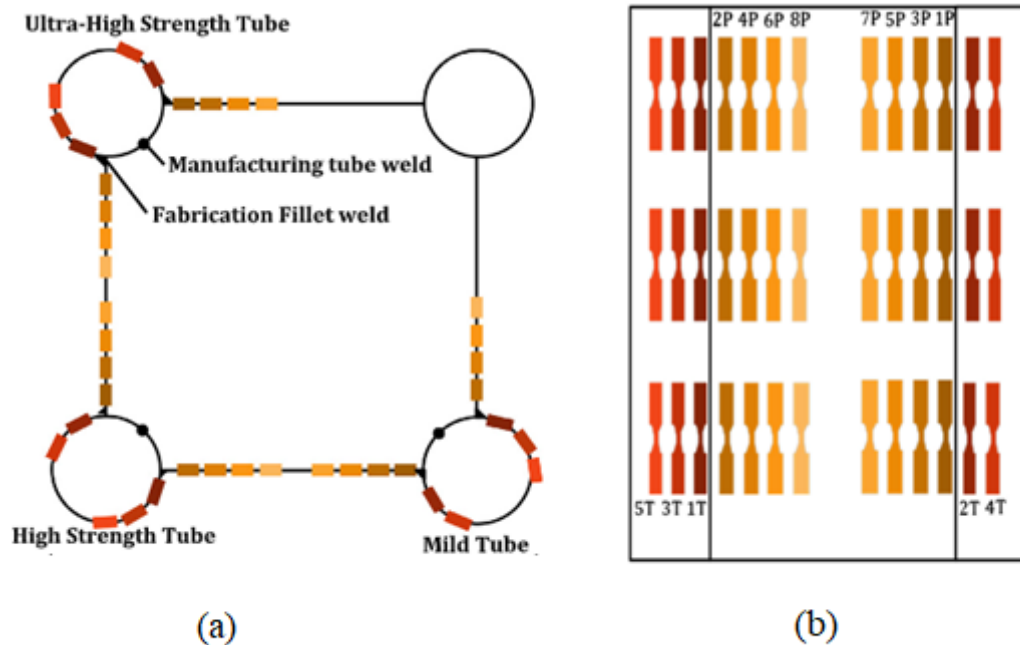 Ultra-High Strength Tube
Manufacturing tube weld
Fabrication Fillet weld
High Strength Tube
Mild Tube
(a)
2P 4P 6P 8P 7P 5P 3P 1P
5T 3T 1T 2T 4T
(b)